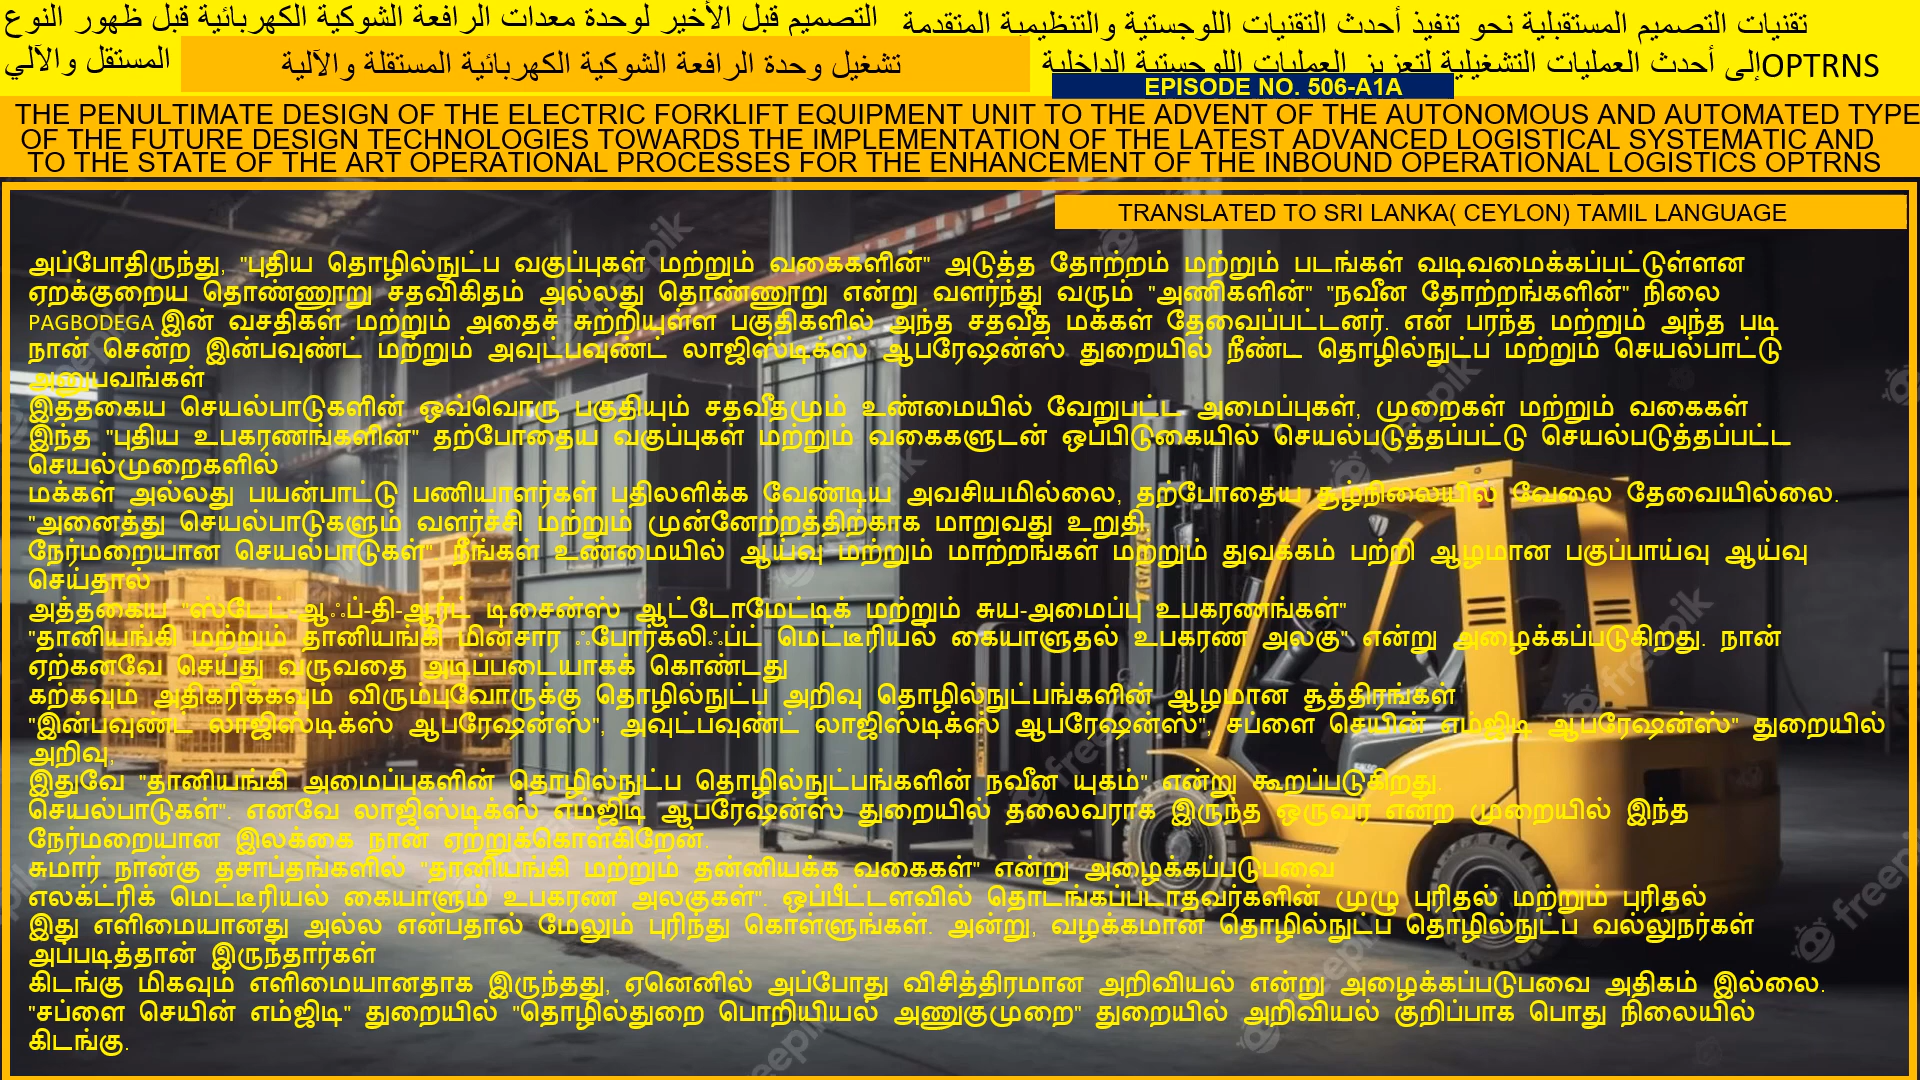 التصميم قبل الأخير لوحدة معدات الرافعة الشوكية الكهربائية قبل ظهور النوع المستقل والآلي
تقنيات التصميم المستقبلية نحو تنفيذ أحدث التقنيات اللوجستية والتنظيمية المتقدمة
إلى أحدث العمليات التشغيلية لتعزيز العمليات اللوجستية الداخلية OPTRNS
تشغيل وحدة الرافعة الشوكية الكهربائية المستقلة والآلية
EPISODE NO. 506-A1A
THE PENULTIMATE DESIGN OF THE ELECTRIC FORKLIFT EQUIPMENT UNIT TO THE ADVENT OF THE AUTONOMOUS AND AUTOMATED TYPE
OF THE FUTURE DESIGN TECHNOLOGIES TOWARDS THE IMPLEMENTATION OF THE LATEST ADVANCED LOGISTICAL SYSTEMATIC AND
TO THE STATE OF THE ART OPERATIONAL PROCESSES FOR THE ENHANCEMENT OF THE INBOUND OPERATIONAL LOGISTICS OPTRNS
TRANSLATED TO SRI LANKA( CEYLON) TAMIL LANGUAGE
அப்போதிருந்து, "புதிய தொழில்நுட்ப வகுப்புகள் மற்றும் வகைகளின்" அடுத்த தோற்றம் மற்றும் படங்கள் வடிவமைக்கப்பட்டுள்ளன
ஏறக்குறைய தொண்ணூறு சதவிகிதம் அல்லது தொண்ணூறு என்று வளர்ந்து வரும் "அணிகளின்" "நவீன தோற்றங்களின்" நிலை
PAGBODEGA இன் வசதிகள் மற்றும் அதைச் சுற்றியுள்ள பகுதிகளில் அந்த சதவீத மக்கள் தேவைப்பட்டனர். என் பரந்த மற்றும் அந்த படி
நான் சென்ற இன்பவுண்ட் மற்றும் அவுட்பவுண்ட் லாஜிஸ்டிக்ஸ் ஆபரேஷன்ஸ் துறையில் நீண்ட தொழில்நுட்ப மற்றும் செயல்பாட்டு
அனுபவங்கள்
இத்தகைய செயல்பாடுகளின் ஒவ்வொரு பகுதியும் சதவீதமும் உண்மையில் வேறுபட்ட அமைப்புகள், முறைகள் மற்றும் வகைகள்
இந்த "புதிய உபகரணங்களின்" தற்போதைய வகுப்புகள் மற்றும் வகைகளுடன் ஒப்பிடுகையில் செயல்படுத்தப்பட்டு செயல்படுத்தப்பட்ட
செயல்முறைகளில்
மக்கள் அல்லது பயன்பாட்டு பணியாளர்கள் பதிலளிக்க வேண்டிய அவசியமில்லை, தற்போதைய சூழ்நிலையில் வேலை தேவையில்லை.
"அனைத்து செயல்பாடுகளும் வளர்ச்சி மற்றும் முன்னேற்றத்திற்காக மாறுவது உறுதி
நேர்மறையான செயல்பாடுகள்" நீங்கள் உண்மையில் ஆய்வு மற்றும் மாற்றங்கள் மற்றும் துவக்கம் பற்றி ஆழமான பகுப்பாய்வு ஆய்வு
செய்தால்
அத்தகைய "ஸ்டேட்-ஆஃப்-தி-ஆர்ட் டிசைன்ஸ் ஆட்டோமேட்டிக் மற்றும் சுய-அமைப்பு உபகரணங்கள்"
"தானியங்கி மற்றும் தானியங்கி மின்சார ஃபோர்க்லிஃப்ட் மெட்டீரியல் கையாளுதல் உபகரண அலகு" என்று அழைக்கப்படுகிறது. நான்
ஏற்கனவே செய்து வருவதை அடிப்படையாகக் கொண்டது
கற்கவும் அதிகரிக்கவும் விரும்புவோருக்கு தொழில்நுட்ப அறிவு தொழில்நுட்பங்களின் ஆழமான சூத்திரங்கள்
"இன்பவுண்ட் லாஜிஸ்டிக்ஸ் ஆபரேஷன்ஸ்", அவுட்பவுண்ட் லாஜிஸ்டிக்ஸ் ஆபரேஷன்ஸ்", சப்ளை செயின் எம்ஜிடி ஆபரேஷன்ஸ்" துறையில்
அறிவு,
இதுவே "தானியங்கி அமைப்புகளின் தொழில்நுட்ப தொழில்நுட்பங்களின் நவீன யுகம்" என்று கூறப்படுகிறது.
செயல்பாடுகள்". எனவே லாஜிஸ்டிக்ஸ் எம்ஜிடி ஆபரேஷன்ஸ் துறையில் தலைவராக இருந்த ஒருவர் என்ற முறையில் இந்த
நேர்மறையான இலக்கை நான் ஏற்றுக்கொள்கிறேன்.
சுமார் நான்கு தசாப்தங்களில் "தானியங்கி மற்றும் தன்னியக்க வகைகள்" என்று அழைக்கப்படுபவை
எலக்ட்ரிக் மெட்டீரியல் கையாளும் உபகரண அலகுகள்". ஒப்பீட்டளவில் தொடங்கப்படாதவர்களின் முழு புரிதல் மற்றும் புரிதல்
இது எளிமையானது அல்ல என்பதால் மேலும் புரிந்து கொள்ளுங்கள். அன்று, வழக்கமான தொழில்நுட்ப தொழில்நுட்ப வல்லுநர்கள்
அப்படித்தான் இருந்தார்கள்
கிடங்கு மிகவும் எளிமையானதாக இருந்தது, ஏனெனில் அப்போது விசித்திரமான அறிவியல் என்று அழைக்கப்படுபவை அதிகம் இல்லை.
"சப்ளை செயின் எம்ஜிடி" துறையில் "தொழில்துறை பொறியியல் அணுகுமுறை" துறையில் அறிவியல் குறிப்பாக பொது நிலையில்
கிடங்கு.